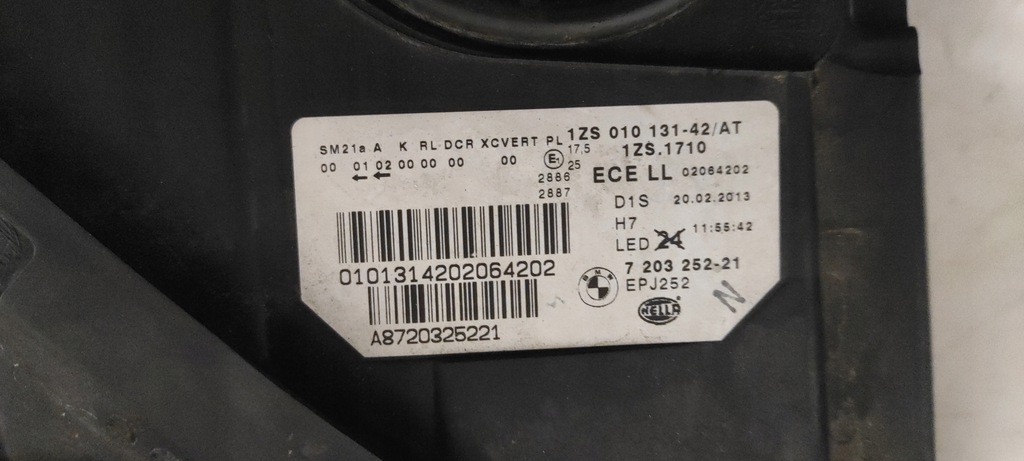 SM21a A K RL DCR XCVERT PL
00 01 02 00 00 00 00
E1 17,5
25
2886
2887
0101314202064202
A8720325221
1ZS 010 131-42/AT
1ZS.1710
ECE LL 02064202
D1S 20.02.2013
H7
LED 24 11:55:42
7 203 252-21
BMW EPJ252
HELLA
N